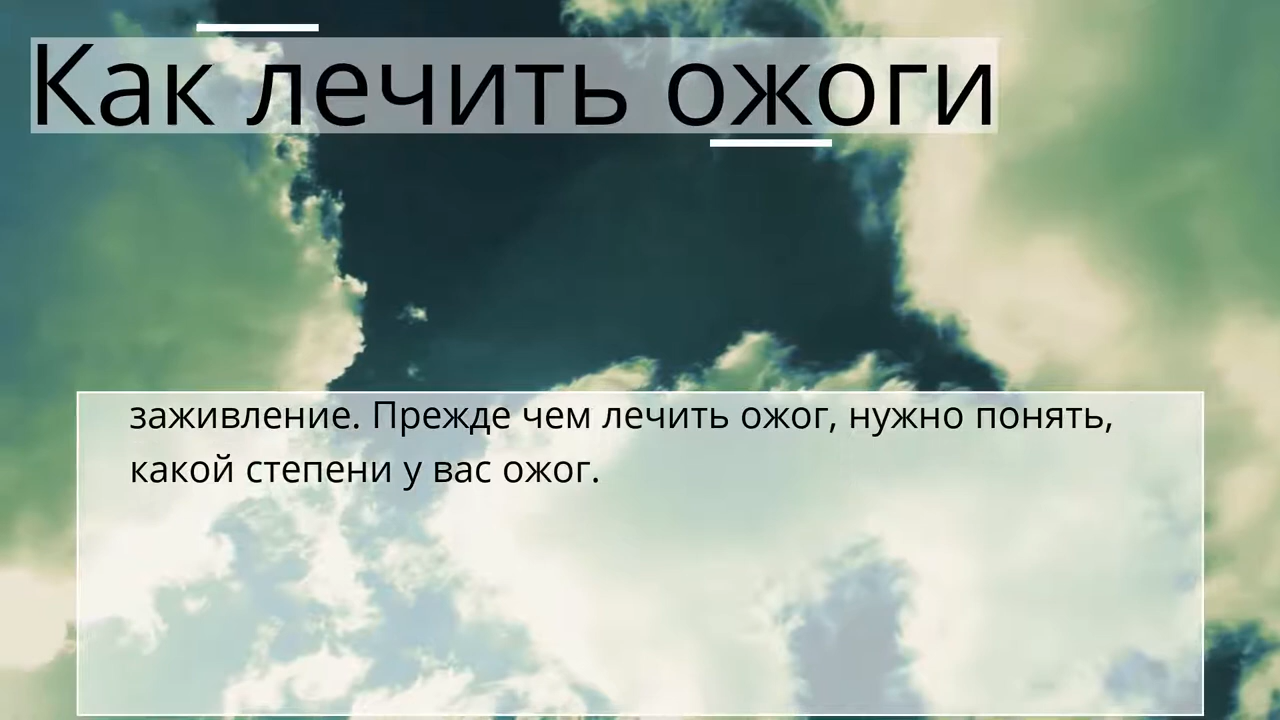 Как лечить ожоги
заживление. Прежде чем лечить ожог, нужно понять,
какой степени у вас ожог.